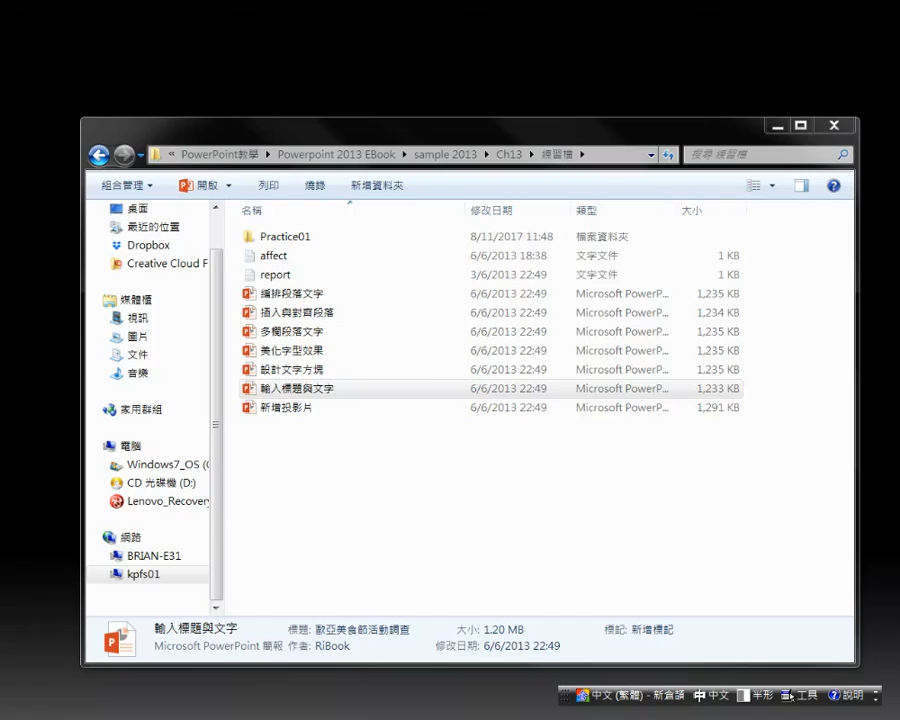 « PowerPoint教學 ▸ Powerpoint 2013 EBook ▸ sample 2013 ▸ Ch13 ▸ 練習檔 ▸ 搜尋 練習檔
組合管理 開啟 列印 燒錄 新增資料夾
名稱 修改日期 類型 大小
桌面
最近的位置
Dropbox
Creative Cloud F
媒體櫃
視訊
圖片
文件
音樂
家用群組
電腦
Windows7_OS (
CD 光碟機 (D:)
Lenovo_Recovery
網路
BRIAN-E31
kpfs01
Practice01 8/11/2017 11:48 檔案資料夾
affect 6/6/2013 18:38 文字文件 1 KB
report 3/6/2013 22:49 文字文件 1 KB
編排段落文字 6/6/2013 22:49 Microsoft PowerP... 1,235 KB
插入與對齊段落 6/6/2013 22:49 Microsoft PowerP... 1,234 KB
多欄段落文字 6/6/2013 22:49 Microsoft PowerP... 1,235 KB
美化字型效果 6/6/2013 22:49 Microsoft PowerP... 1,235 KB
設計文字方塊 6/6/2013 22:49 Microsoft PowerP... 1,235 KB
輸入標題與文字 6/6/2013 22:49 Microsoft PowerP... 1,233 KB
新增投影片 6/6/2013 22:49 Microsoft PowerP... 1,291 KB
輸入標題與文字 標題: 歐亞美食節活動調查 大小: 1.20 MB 標記: 新增標記
Microsoft PowerPoint 簡報 作者: RiBook 修改日期: 6/6/2013 22:49
中文 (繁體) - 新倉頡 中 中文 半形 工具 說明